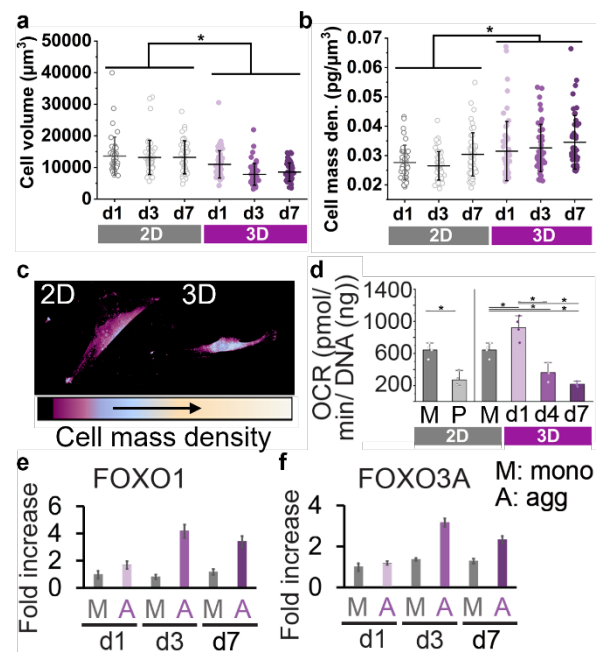 a
*
Cell volume (µm³)
50000
40000
30000
20000
10000
0
d1 d3 d7 d1 d3 d7
2D 3D
b
*
Cell mass den. (pg/µm³)
0.07
0.06
0.05
0.04
0.03
0.02
0.01
d1 d3 d7 d1 d3 d7
2D 3D
c
2D 3D
Cell mass density
d
OCR (pmol/
min/ DNA (ng))
1400
1000
600
200
* * * * * *
M P M d1 d4 d7
2D 3D
e
FOXO1
Fold increase
6
4
2
0
M A M A M A
d1 d3 d7
f
FOXO3A
Fold increase
4
2
0
M A M A M A
d1 d3 d7
M: mono
A: agg